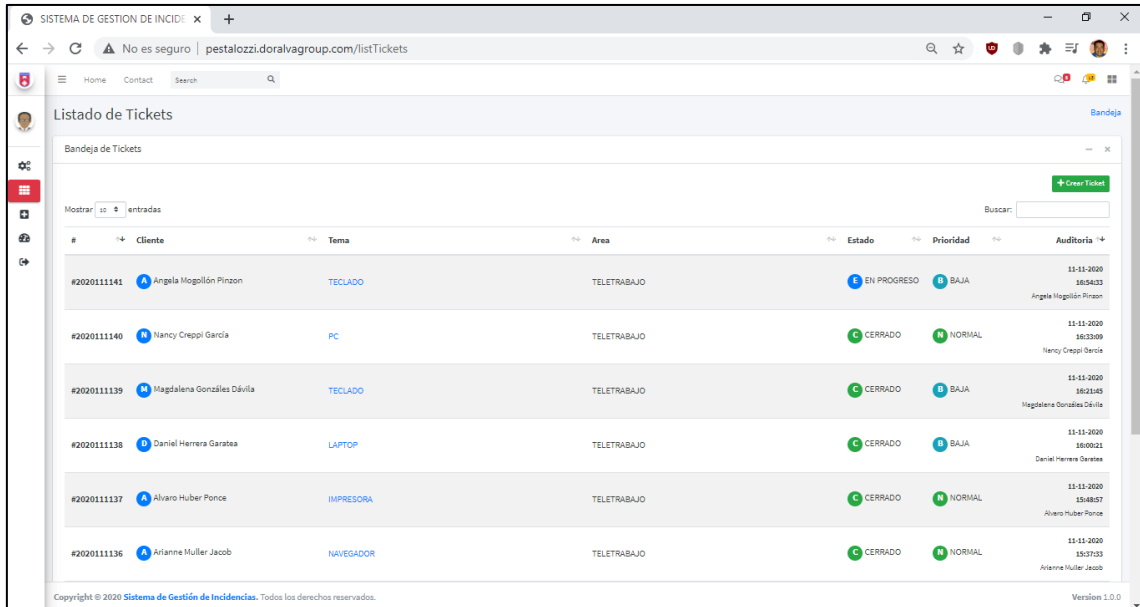 SISTEMA DE GESTION DE INCIDE
No es seguro | pestalozzi.doralvagroup.com/listTickets
Home Contact Search
Listado de Tickets Bandeja
Bandeja de Tickets
+ Crear Ticket
Mostrar 10 entradas Buscar:
# Cliente Tema Area Estado Prioridad Auditoria
#2020111141 A Angela Mogollón Pinzon TECLADO TELETRABAJO E EN PROGRESO B BAJA 11-11-2020
16:54:33
Angela Mogollón Pinzon
#2020111140 N Nancy Creppi García PC TELETRABAJO C CERRADO N NORMAL 11-11-2020
16:33:09
Nancy Creppi García
#2020111139 M Magdalena Gonzáles Dávila TECLADO TELETRABAJO C CERRADO B BAJA 11-11-2020
16:21:45
Magdalena Gonzáles Dávila
#2020111138 D Daniel Herrera Garatea LAPTOP TELETRABAJO C CERRADO B BAJA 11-11-2020
16:00:21
Daniel Herrera Garatea
#2020111137 A Alvaro Huber Ponce IMPRESORA TELETRABAJO C CERRADO N NORMAL 11-11-2020
15:48:57
Alvaro Huber Ponce
#2020111136 A Arianne Muller Jacob NAVEGADOR TELETRABAJO C CERRADO N NORMAL 11-11-2020
15:37:33
Arianne Muller Jacob
Copyright © 2020 Sistema de Gestión de Incidencias. Todos los derechos reservados. Version 1.0.0